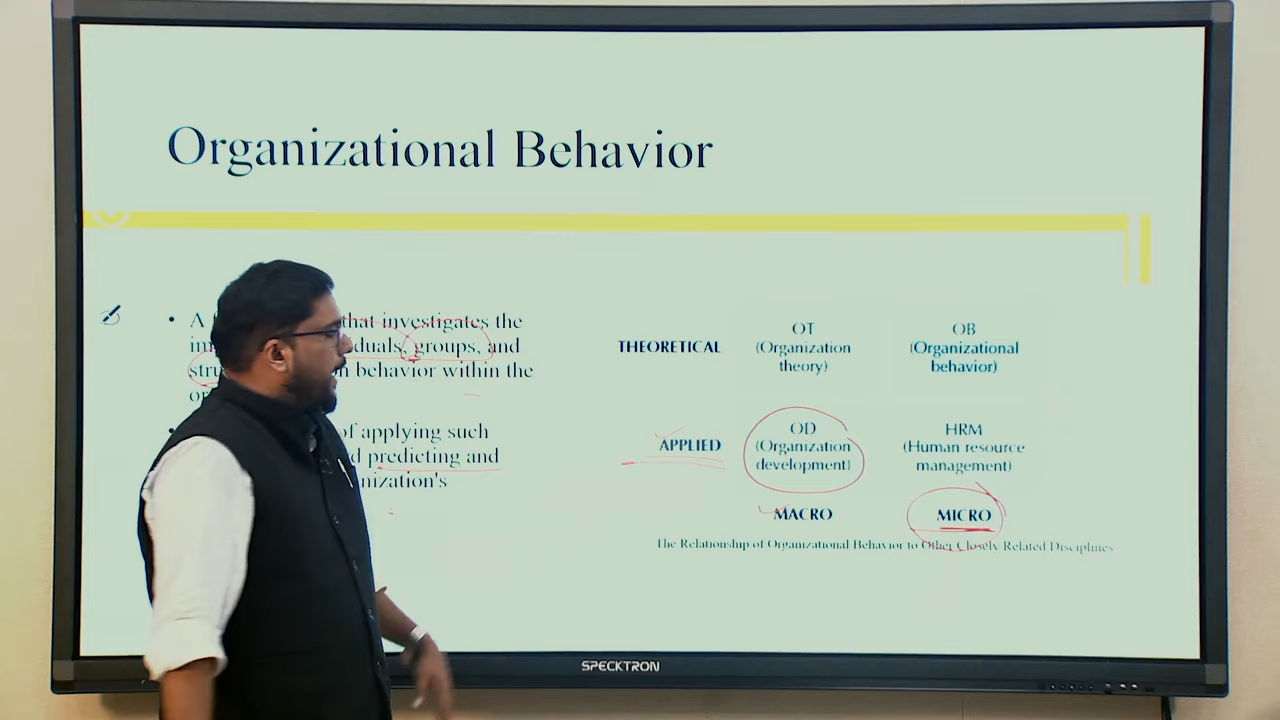 Organizational Behavior
• A that investigates the
groups, and
behavior within the
of applying such
predicting and
THEORETICAL
OT
(Organization
theory)
OB
(Organizational
behavior)
APPLIED
OD
(Organization
development)
HRM
(Human resource
management)
MACRO
MICRO
The Relationship of Organizational Behavior to Other Closely Related Disciplines
SPECKTRON